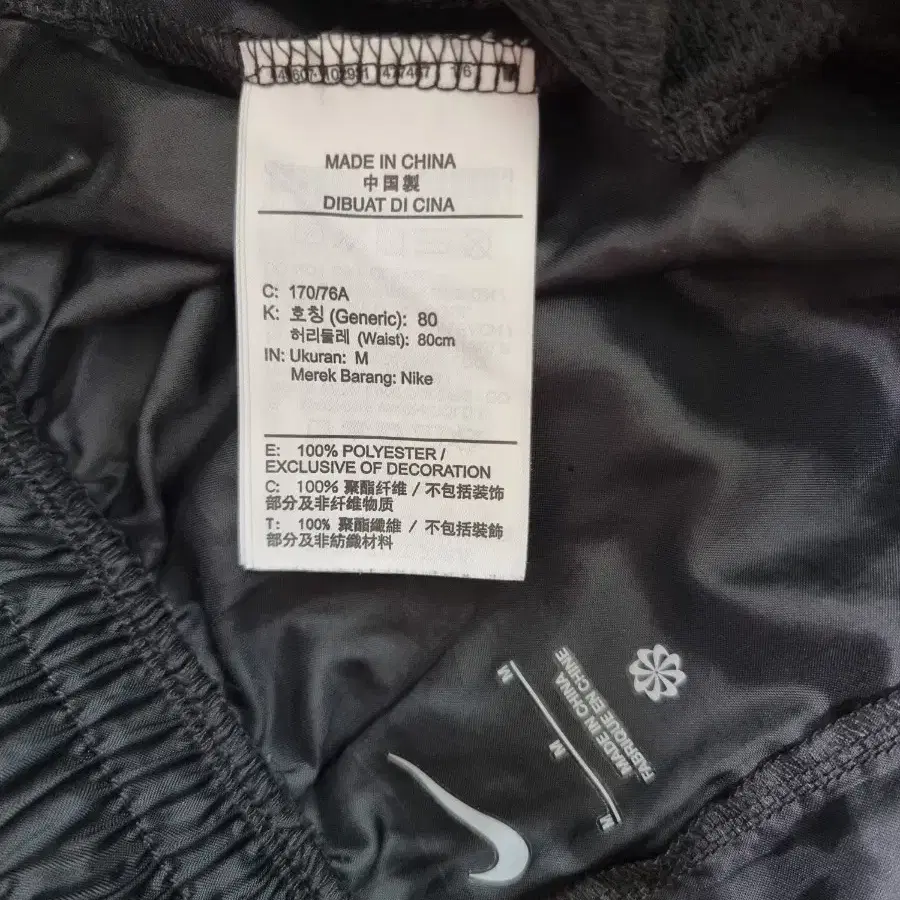 MADE IN CHINA
中国製
DIBUAT DI CINA
C: 170/76A
K: 호칭 (Generic): 80
허리둘레 (Waist): 80cm
IN: Ukuran: M
Merek Barang: Nike
E: 100% POLYESTER /
EXCLUSIVE OF DECORATION
C: 100% 聚酯纤维 / 不包括装饰
部分及非纤维物质
T: 100% 聚酯纖維 / 不包括裝飾
部分及非紡織材料
M
M
M
MADE IN CHINA
FABRIQUE EN CHINE